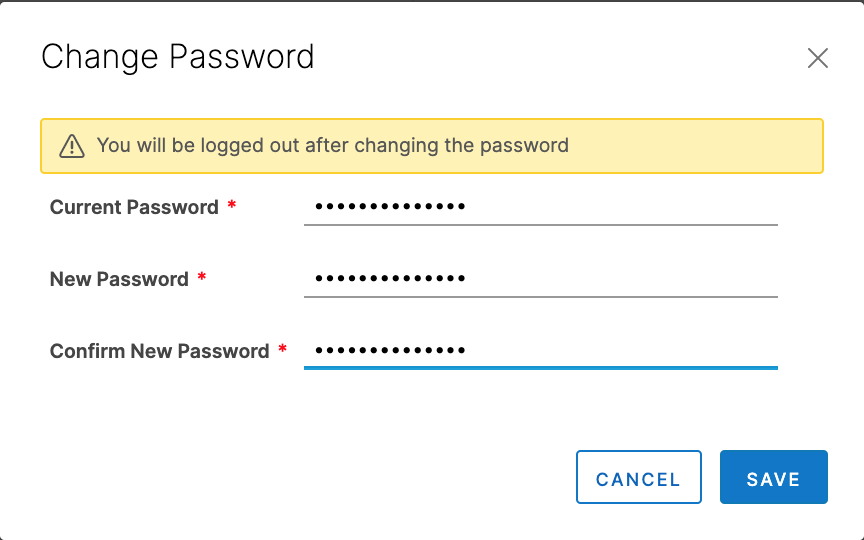 Change Password
You will be logged out after changing the password
Current Password * ••••••••••••••
New Password * ••••••••••••••
Confirm New Password * ••••••••••••••
CANCEL SAVE